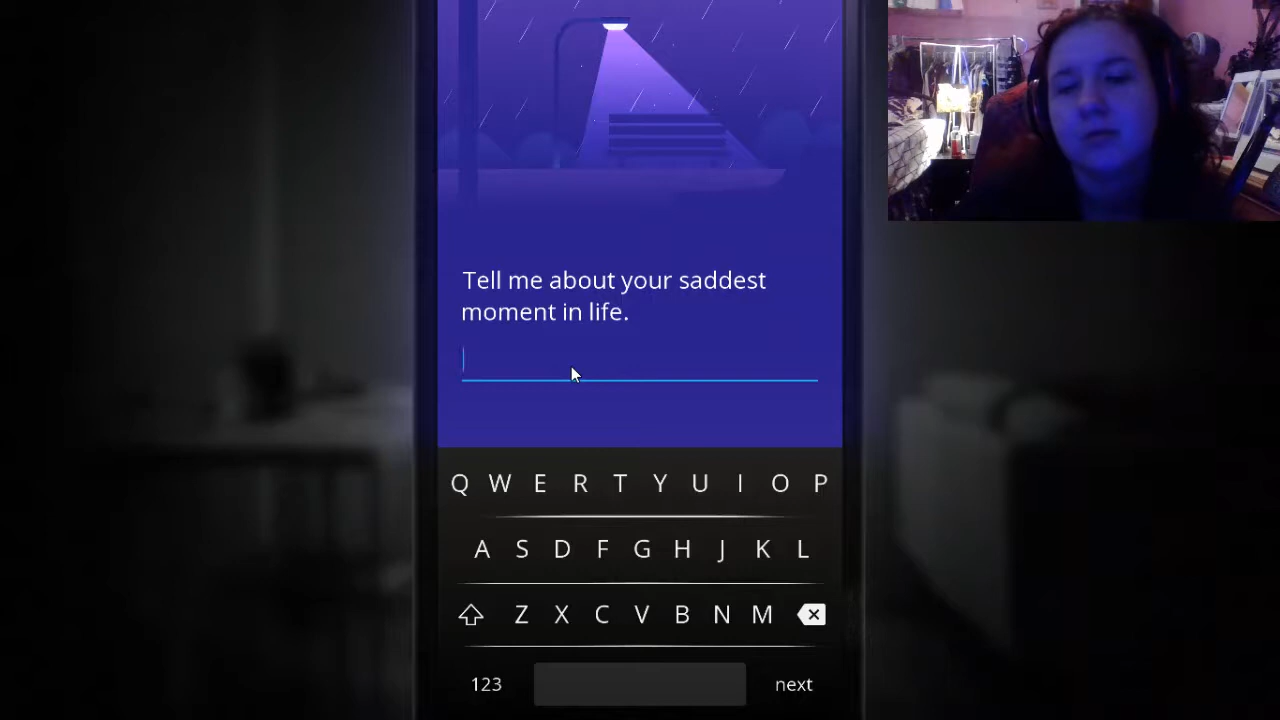 Tell me about your saddest
moment in life.
Q W E R T Y U I O P
A S D F G H J K L
Z X C V B N M
123 next